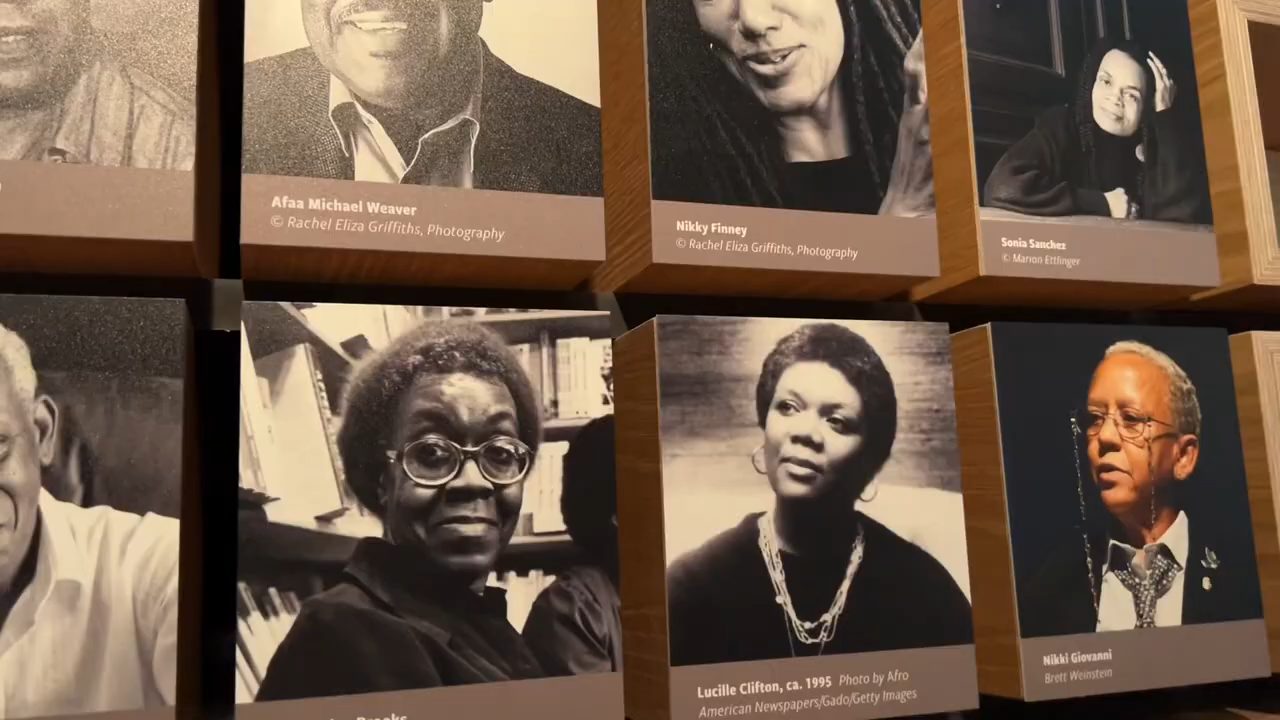 Afaa Michael Weaver
© Rachel Eliza Griffiths, Photography
Nikky Finney
© Rachel Eliza Griffiths, Photography
Sonia Sanchez
© Marion Ettlinger
Brooks
Lucille Clifton, ca. 1995 Photo by Afro
American Newspapers/Gado/Getty Images
Nikki Giovanni
Brett Weinstein